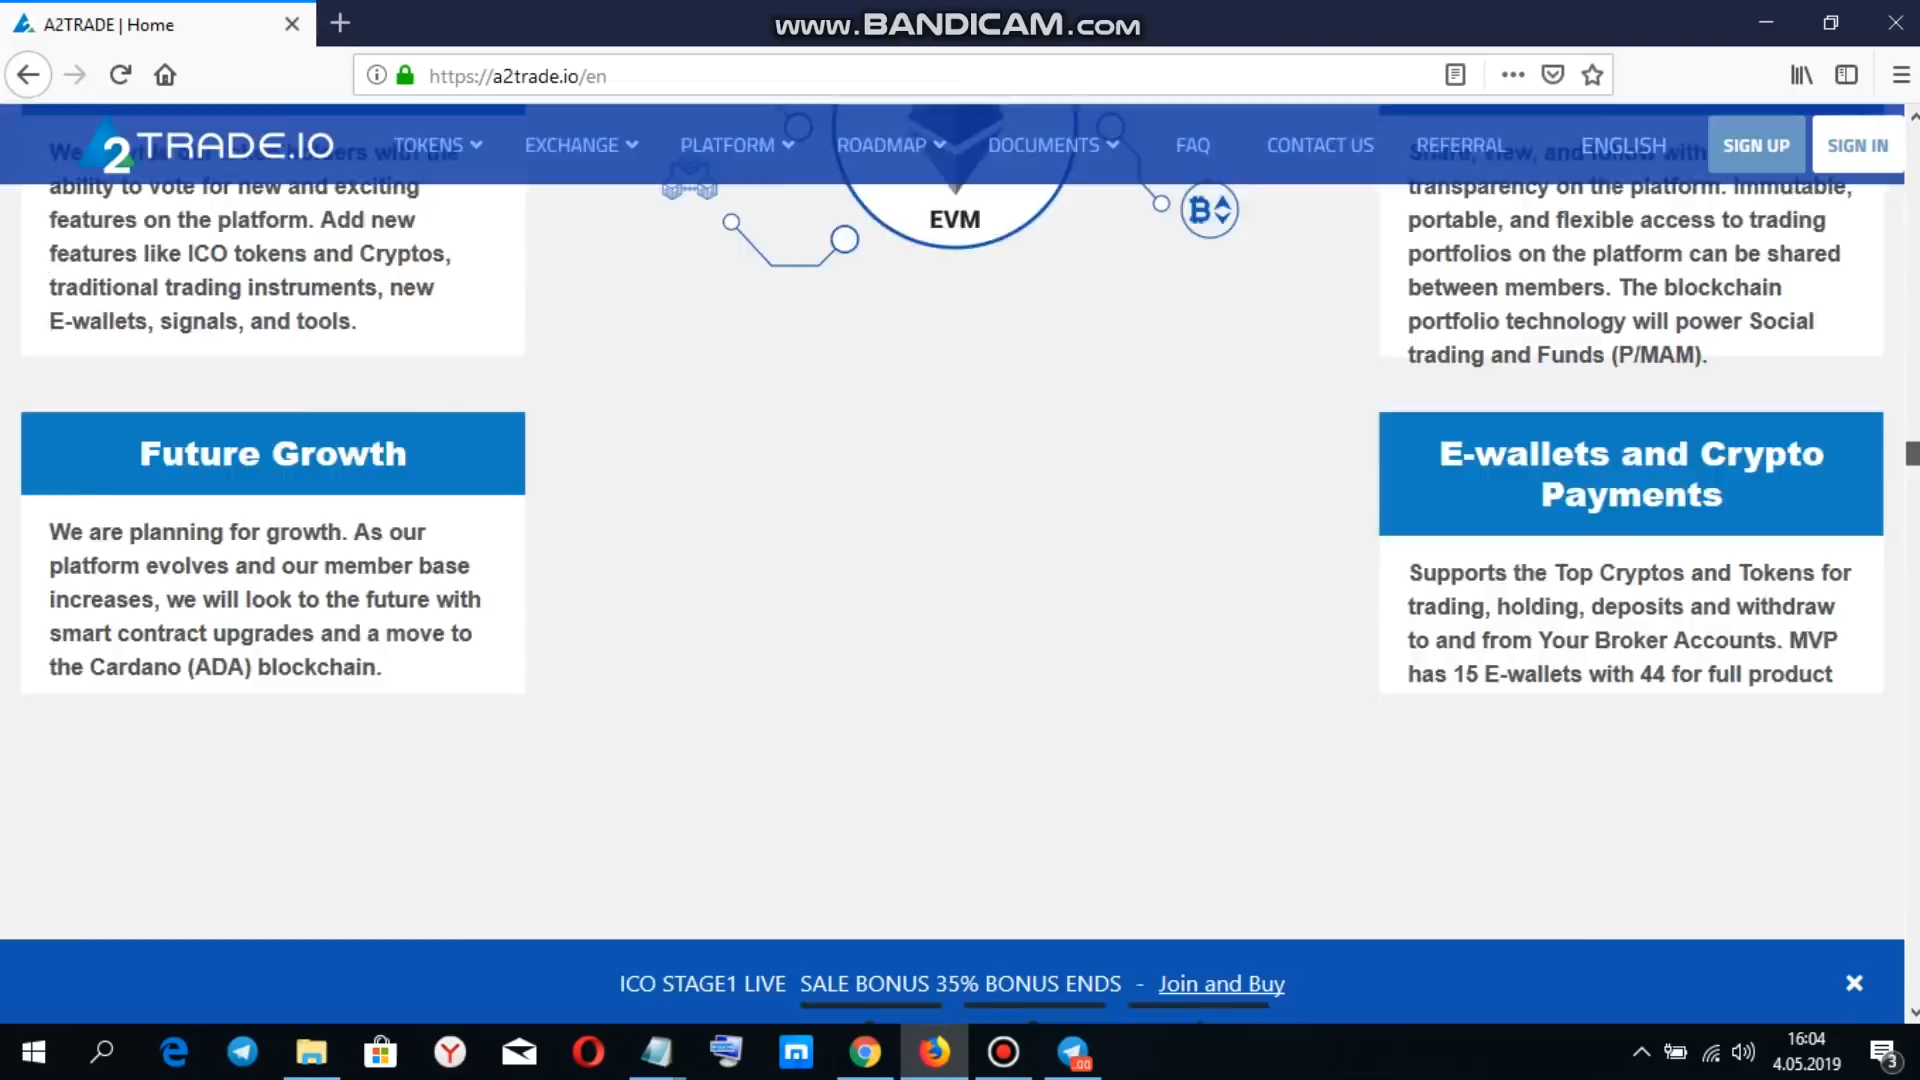 A2TRADE | Home
www.BANDICAM.com
https://a2trade.io/en
2TRADE.IO
TOKENS
EXCHANGE
PLATFORM
ROADMAP
DOCUMENTS
FAQ
CONTACT US
REFERRAL
ENGLISH
SIGN UP
SIGN IN
ability to vote for new and exciting
features on the platform. Add new
features like ICO tokens and Cryptos,
traditional trading instruments, new
E-wallets, signals, and tools.
EVM
Share, view, and follow with
transparency on the platform. Immutable,
portable, and flexible access to trading
portfolios on the platform can be shared
between members. The blockchain
portfolio technology will power Social
trading and Funds (P/MAM).
Future Growth
We are planning for growth. As our
platform evolves and our member base
increases, we will look to the future with
smart contract upgrades and a move to
the Cardano (ADA) blockchain.
E-wallets and Crypto
Payments
Supports the Top Cryptos and Tokens for
trading, holding, deposits and withdraw
to and from Your Broker Accounts. MVP
has 15 E-wallets with 44 for full product
ICO STAGE1 LIVE SALE BONUS 35% BONUS ENDS - Join and Buy
16:04
4.05.2019
3
.00